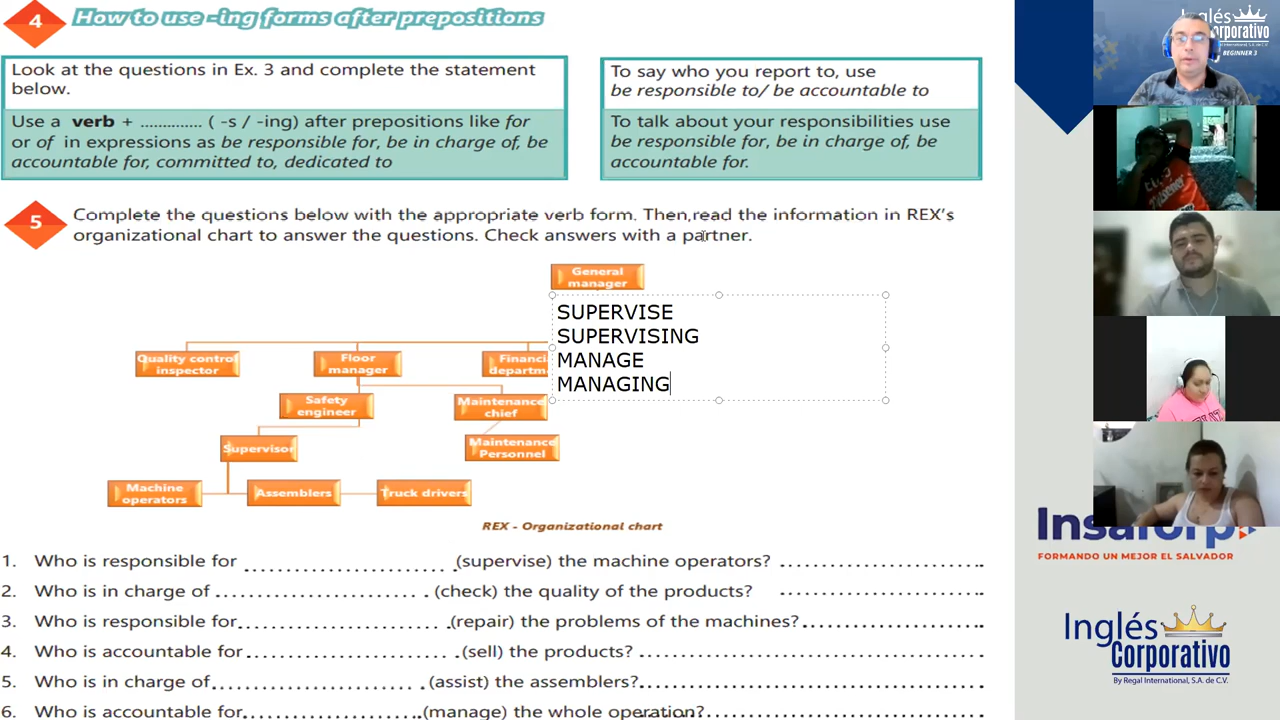 4
How to use -ing forms after prepositions
Look at the questions in Ex. 3 and complete the statement
below.
Use a verb + ............. ( -s / -ing) after prepositions like for
or of in expressions as be responsible for, be in charge of, be
accountable for, committed to, dedicated to
To say who you report to, use
be responsible to/ be accountable to
To talk about your responsibilities use
be responsible for, be in charge of, be
accountable for.
5
Complete the questions below with the appropriate verb form. Then,read the information in REX's
organizational chart to answer the questions. Check answers with a partner.
General
manager
SUPERVISE
SUPERVISING
MANAGE
MANAGING
Quality control
inspector
Floor
manager
Safety
engineer
Maintenance
chief
Supervisor
Maintenance
Personnel
Machine
operators
Assemblers
Truck drivers
REX - Organizational chart
1. Who is responsible for ............................ (supervise) the machine operators? ............................
2. Who is in charge of ............................ (check) the quality of the products? ............................
3. Who is responsible for ............................ (repair) the problems of the machines? ............................
4. Who is accountable for ............................ (sell) the products? ............................
5. Who is in charge of ............................ (assist) the assemblers? ............................
6. Who is accountable for ............................ (manage) the whole operation? ............................
Inglés
Corporativo
BEGINNER 3
FORMANDO UN MEJOR EL SALVADOR
Inglés
Corporativo
By Regal International, S.A. de C.V.